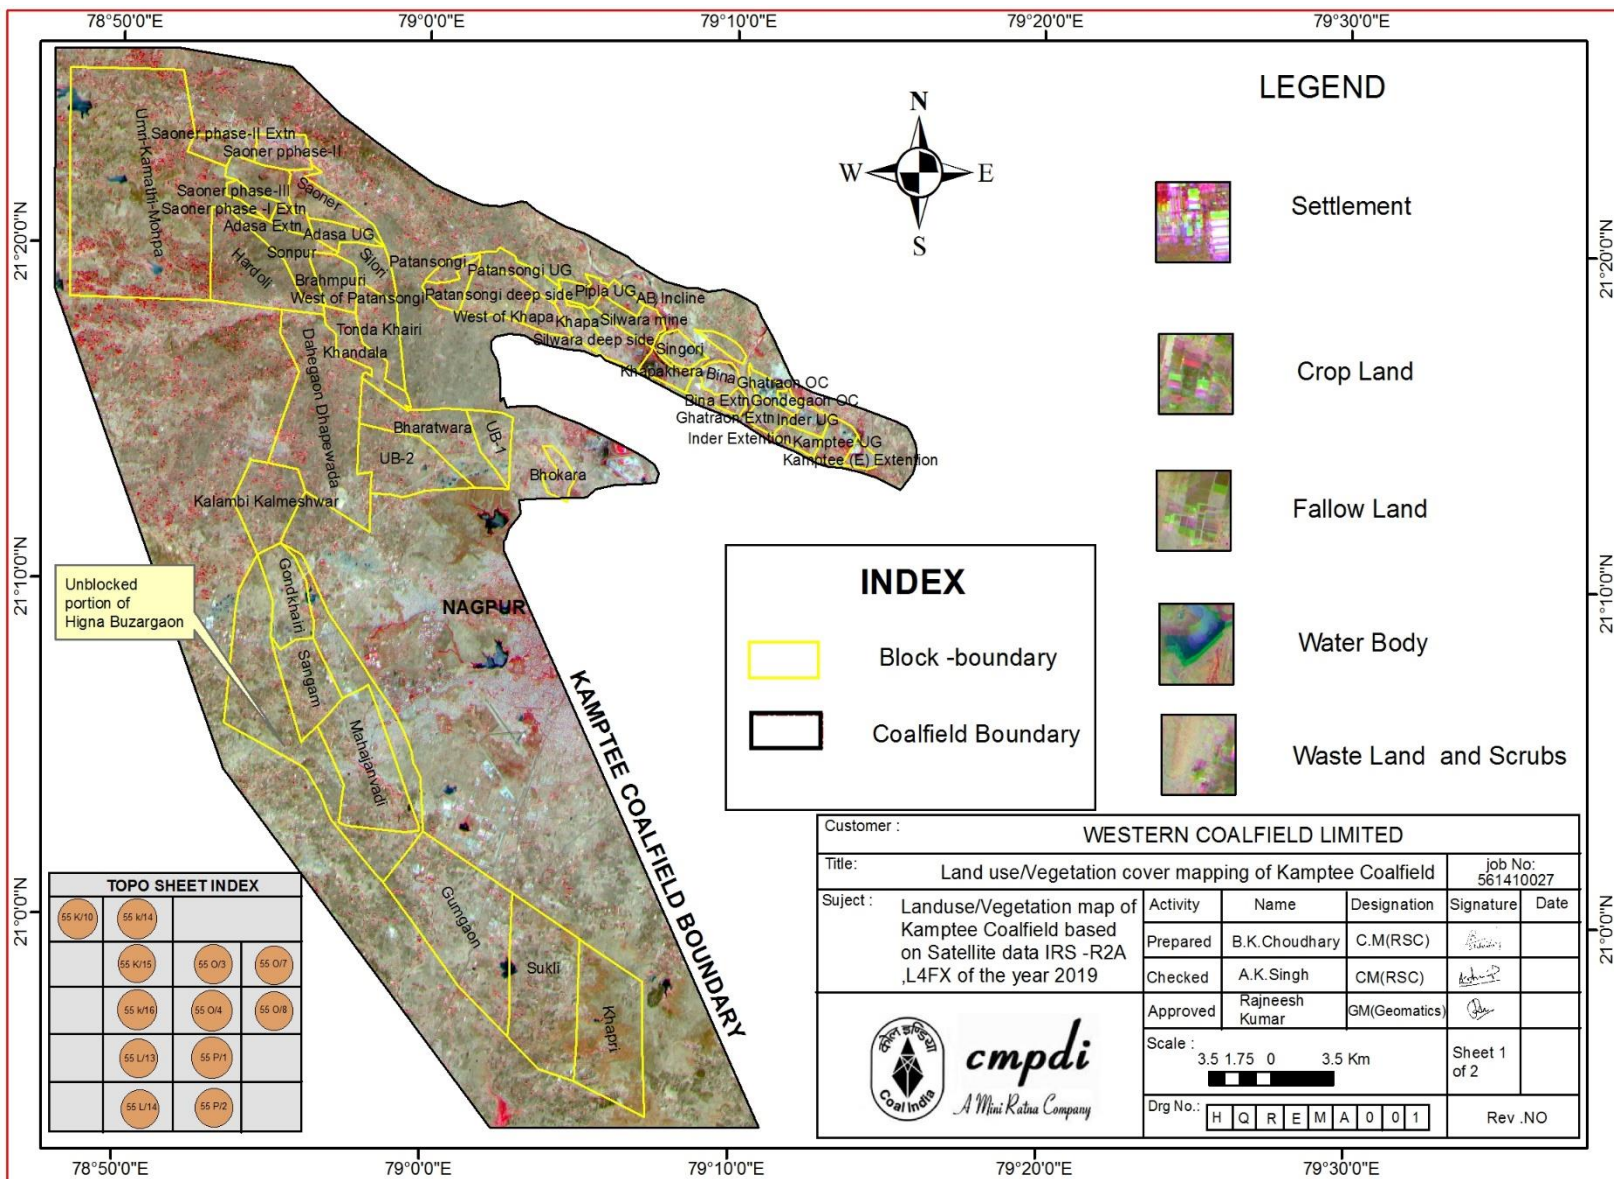 78°50'0"E
79°0'0"E
79°10'0"E
79°20'0"E
79°30'0"E
21°20'0"N
21°10'0"N
21°0'0"N
21°20'0"N
21°10'0"N
21°0'0"N
N
W
E
S
LEGEND
Settlement
Crop Land
Fallow Land
Water Body
Waste Land and Scrubs
Umri-Kamathi-Mohpa
Saoner phase-II Extn
Saoner pphase-II
Saoner phase-III
Saoner
Saoner phase -I Extn
Adasa Extn
Adasa UG
Sonpur
Silori
Hardoli
Brahmpuri
West of Patansongi
Patansongi
Patansongi UG
Patansongi deep side
Pipla UG
AB Incline
West of Khapa
Khapa
Silwara mine
Silwara deep side
Singori
Tonda Khairi
Khandala
Dahegaon Dhapewada
Khapakhera
Bina
Ghatraon OC
Bina Extn
Gondegaon OC
Ghatraon Extn
Inder UG
Inder Extention
Kamptee UG
Kamptee (E) Extention
Bharatwara
UB-1
UB-2
Bhokara
Kalambi Kalmeshwar
Gondkhairi
Unblocked
portion of
Higna Buzargaon
NAGPUR
Sangam
Mahajanvadi
KAMPTEE COALFIELD BOUNDARY
Gumgaon
Sukli
Khapri
INDEX
Block -boundary
Coalfield Boundary
TOPO SHEET INDEX
55 K/10
55 k/14
55 K/15
55 O/3
55 O/7
55 k/16
55 O/4
55 O/8
55 L/13
55 P/1
55 L/14
55 P/2
Customer :
WESTERN COALFIELD LIMITED
Title:
Land use/Vegetation cover mapping of Kamptee Coalfield
job No:
561410027
Suject :
Landuse/Vegetation map of
Kamptee Coalfield based
on Satellite data IRS -R2A
,L4FX of the year 2019
Activity
Name
Designation
Signature
Date
Prepared
B.K.Choudhary
C.M(RSC)
Checked
A.K.Singh
CM(RSC)
Approved
Rajneesh
Kumar
GM(Geomatics)
कोल इण्डिया
Coal India
cmpdi
A Mini Ratna Company
Scale :
3.5 1.75 0 3.5 Km
Sheet 1
of 2
Drg No.:
H Q R E M A 0 0 1
Rev .NO
78°50'0"E
79°0'0"E
79°10'0"E
79°20'0"E
79°30'0"E